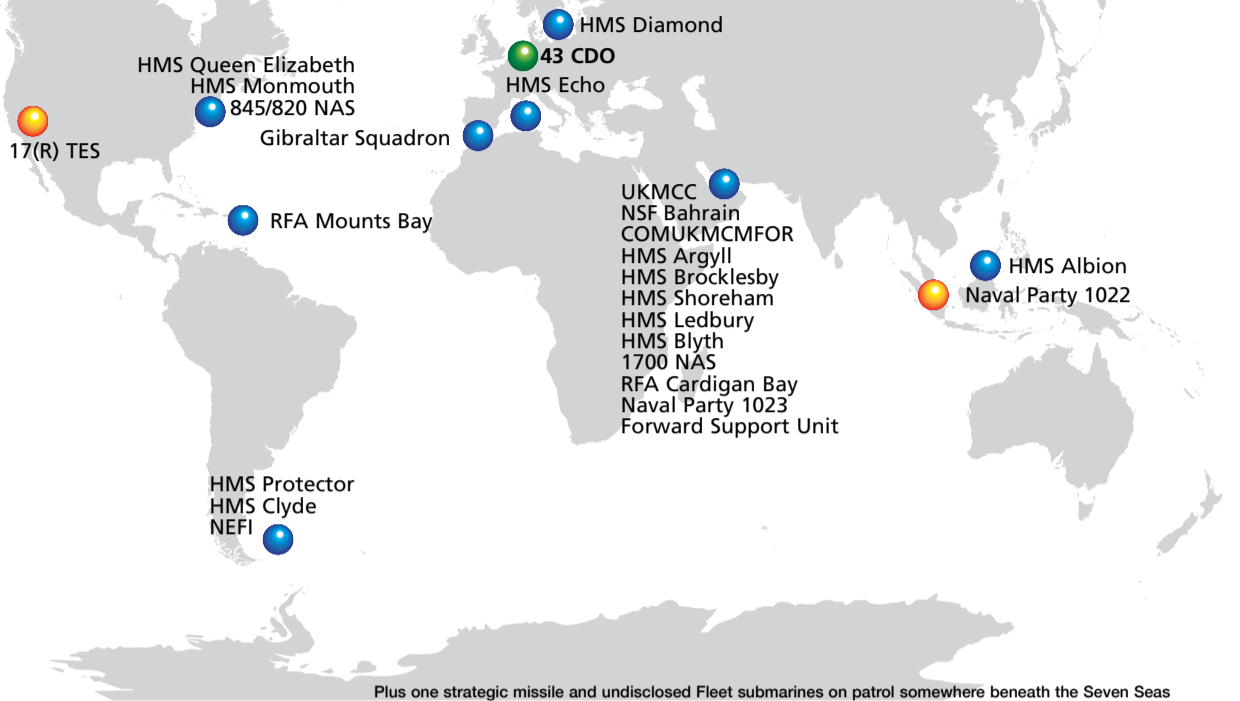 HMS Diamond
43 CDO
HMS Queen Elizabeth
HMS Monmouth
845/820 NAS
HMS Echo
Gibraltar Squadron
17(R) TES
RFA Mounts Bay
UKMCC
NSF Bahrain
COMUKMCMFOR
HMS Argyll
HMS Brocklesby
HMS Shoreham
HMS Ledbury
HMS Blyth
1700 NAS
RFA Cardigan Bay
Naval Party 1023
Forward Support Unit
HMS Albion
Naval Party 1022
HMS Protector
HMS Clyde
NEFI
Plus one strategic missile and undisclosed Fleet submarines on patrol somewhere beneath the Seven Seas